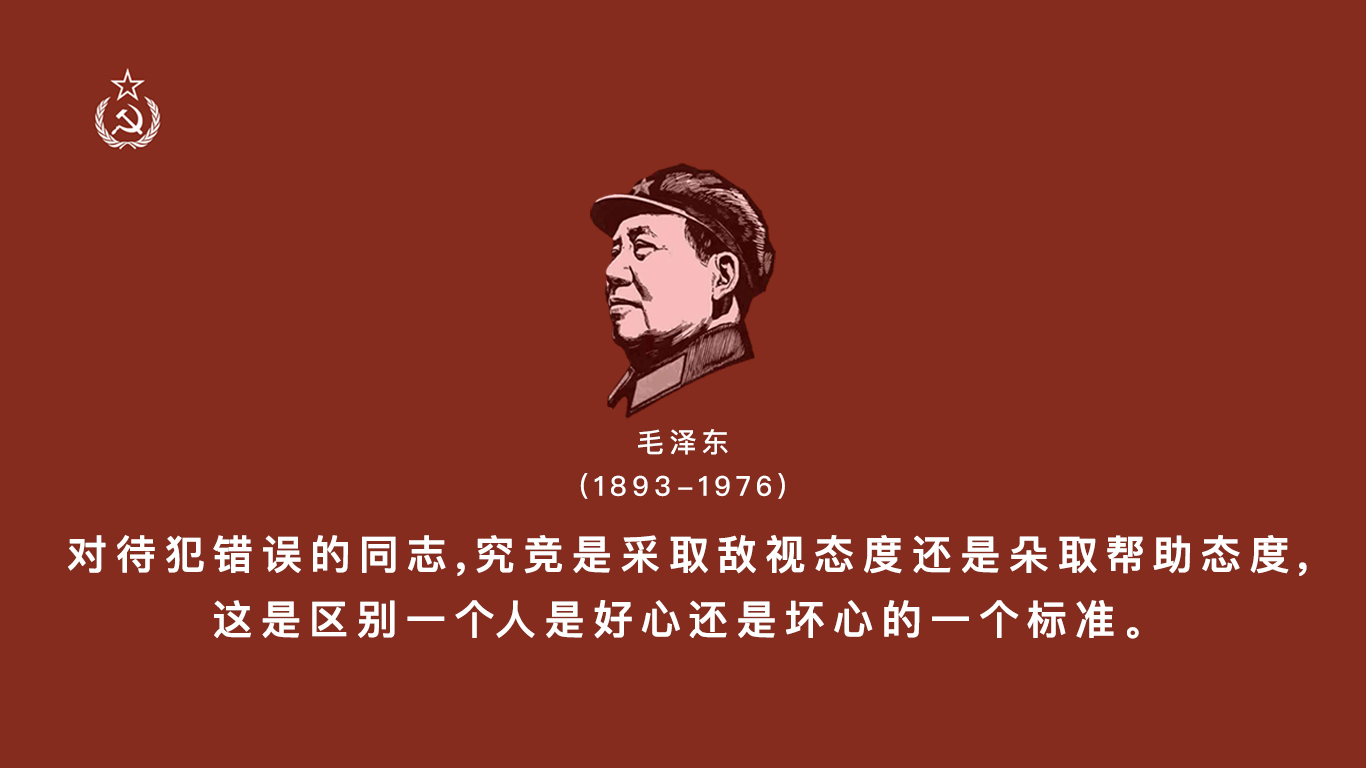 毛泽东
(1893–1976)
对待犯错误的同志,究竟是采取敌视态度还是朵取帮助态度,
这是区别一个人是好心还是坏心的一个标准。